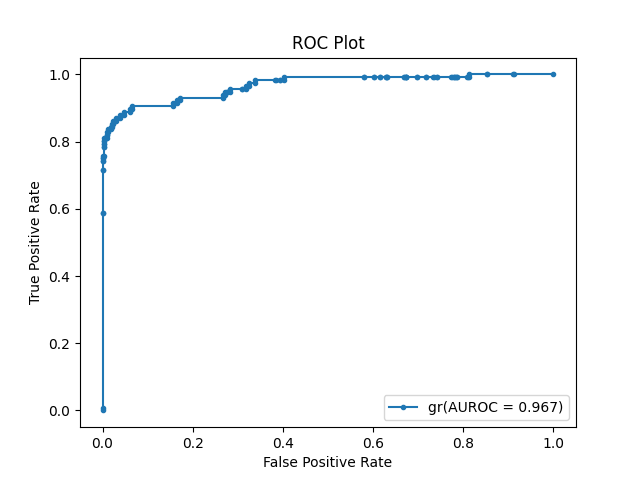 ROC Plot
1.0
0.8
0.6
0.4
0.2
0.0
True Positive Rate
gr(AUROC = 0.967)
0.0 0.2 0.4 0.6 0.8 1.0
False Positive Rate